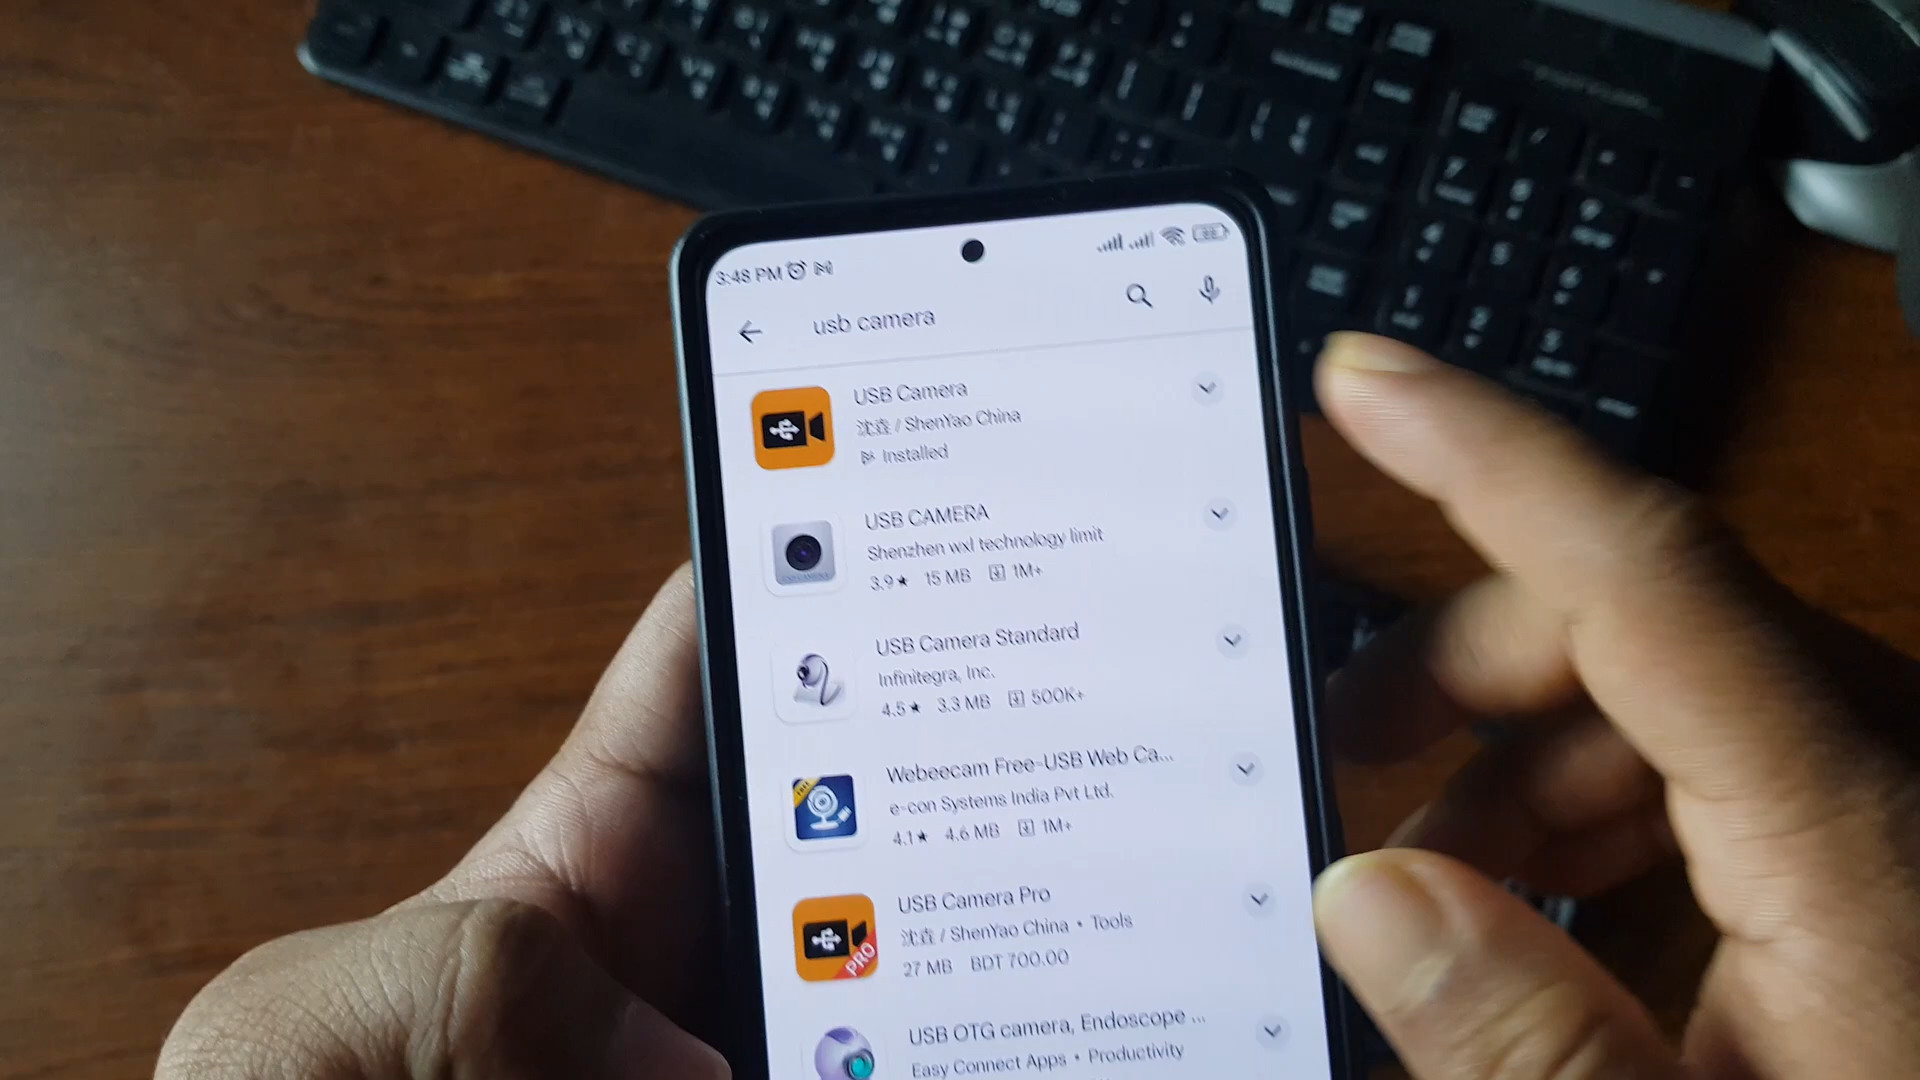 3:48 PM
usb camera
USB Camera
沈垚 / ShenYao China
Installed
USB CAMERA
Shenzhen wxl technology limit
3.9★ 15 MB 1M+
USB Camera Standard
Infinitegra, Inc.
4.5★ 3.3 MB 500K+
Webeecam Free-USB Web Ca...
e-con Systems India Pvt Ltd.
4.1★ 4.6 MB 1M+
USB Camera Pro
沈垚 / ShenYao China • Tools
27 MB BDT 700.00
PRO
USB OTG camera, Endoscope ...
Easy Connect Apps • Productivity